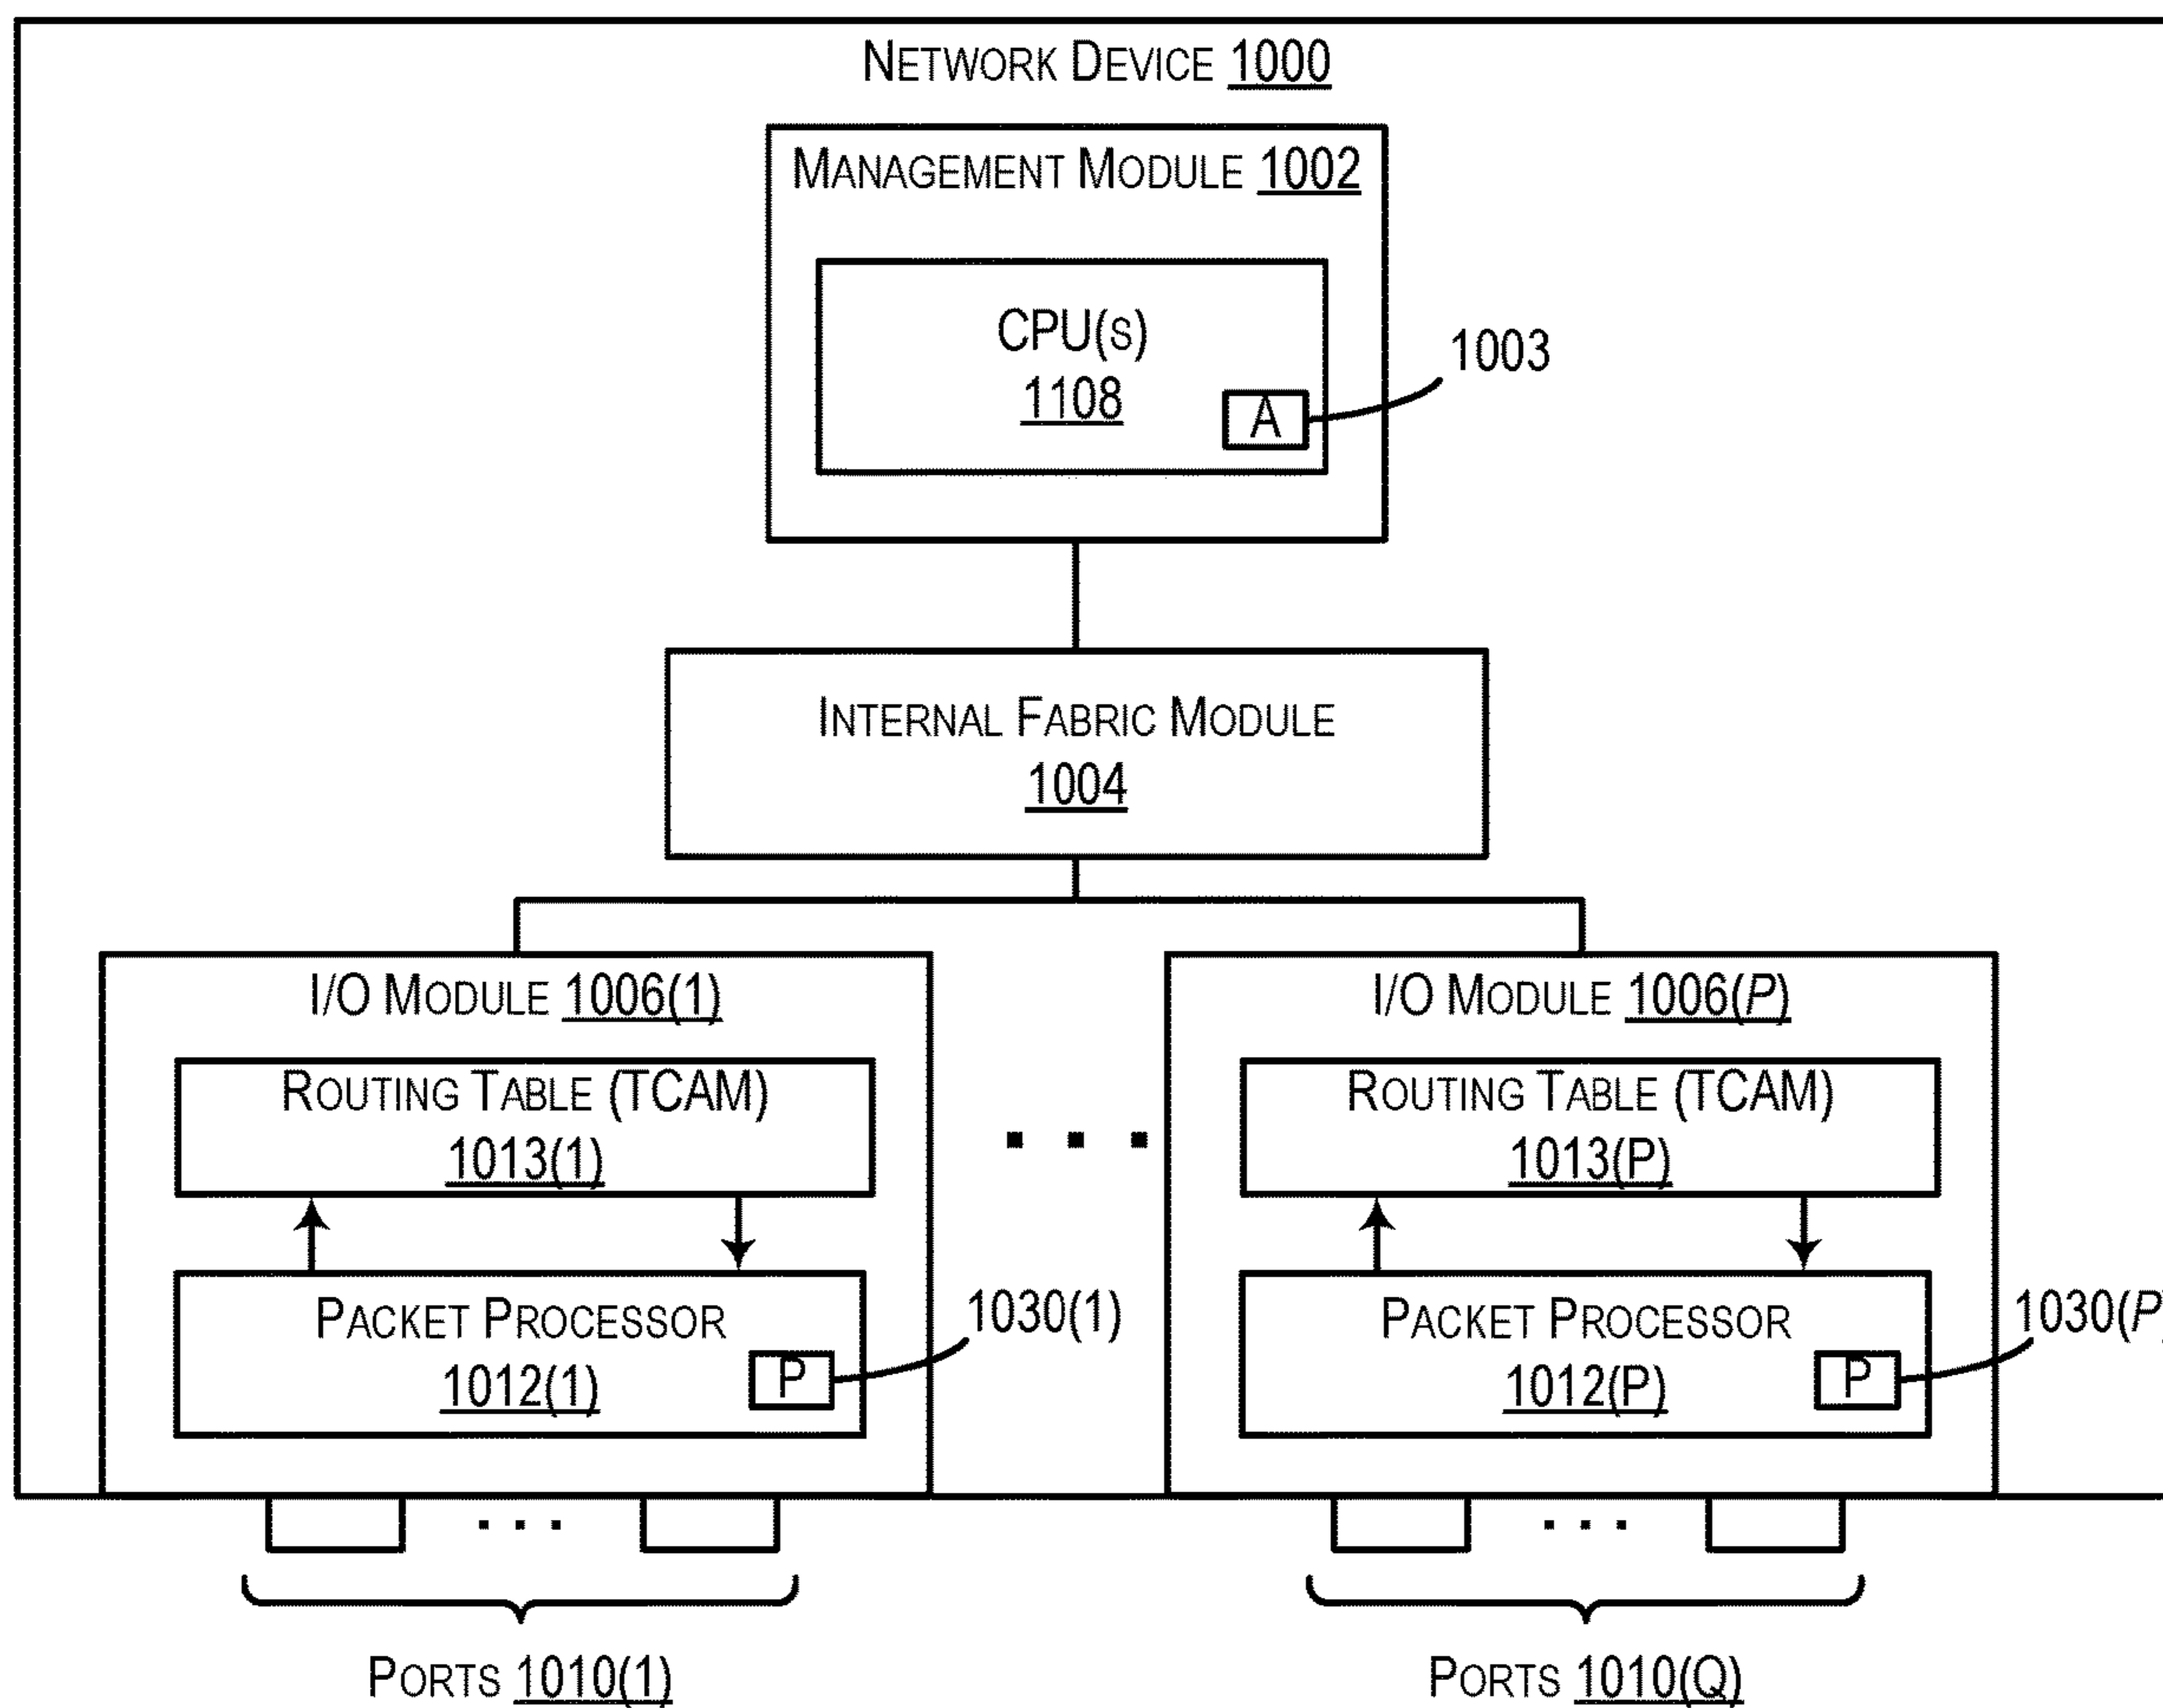 NETWORK DEVICE 1000
MANAGEMENT MODULE 1002
CPU(S)
1108
A
1003
INTERNAL FABRIC MODULE
1004
I/O MODULE 1006(1)
ROUTING TABLE (TCAM)
1013(1)
PACKET PROCESSOR
1012(1)
P
1030(1)
. . .
I/O MODULE 1006(P)
ROUTING TABLE (TCAM)
1013(P)
PACKET PROCESSOR
1012(P)
P
1030(P)
. . .
. . .
PORTS 1010(1)
PORTS 1010(Q)